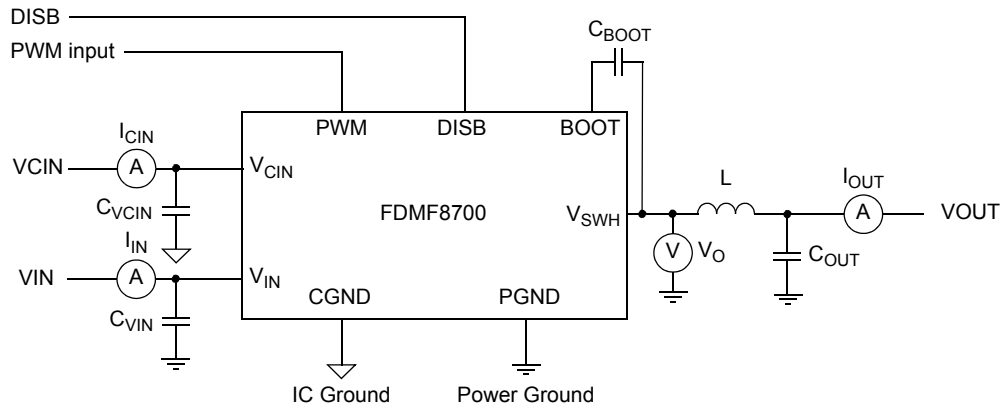 DISB
PWM input
C_BOOT
PWM
DISB
BOOT
I_CIN
A
VCIN
V_CIN
C_VCIN
FDMF8700
V_SWH
L
I_OUT
A
VOUT
V
V_O
C_OUT
I_IN
A
VIN
V_IN
C_VIN
CGND
PGND
IC Ground
Power Ground